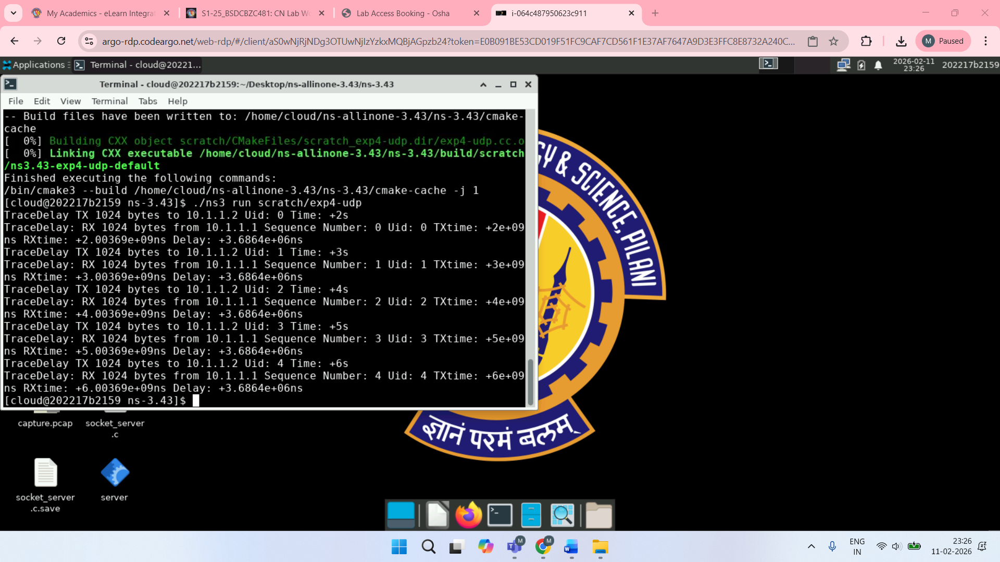 My Academics - eLearn Integrat
S1-25_BSDCBZC481: CN Lab Wo
Lab Access Booking - Osha
i-064c487950623c911
argo-rdp.codeargo.net/web-rdp/#/client/aS0wNjRjNDg3OTUwNjIzYzkxMQBjAGpzb24?token=E0B091BE53CD019F51FC9CAF7CD561F1E37AF7647A9D3E3FFC8E8732A240C...
M Paused
Applications
Terminal - cloud@20221...
2026-02-11
23:26
202217b2159
Terminal - cloud@202217b2159:~/Desktop/ns-allinone-3.43/ns-3.43
File Edit View Terminal Tabs Help
-- Build files have been written to: /home/cloud/ns-allinone-3.43/ns-3.43/cmake-
cache
[  0%] Building CXX object scratch/CMakeFiles/scratch_exp4-udp.dir/exp4-udp.cc.o
[  0%] Linking CXX executable /home/cloud/ns-allinone-3.43/ns-3.43/build/scratch
/ns3.43-exp4-udp-default
Finished executing the following commands:
/bin/cmake3 --build /home/cloud/ns-allinone-3.43/ns-3.43/cmake-cache -j 1
[cloud@202217b2159 ns-3.43]$ ./ns3 run scratch/exp4-udp
TraceDelay TX 1024 bytes to 10.1.1.2 Uid: 0 Time: +2s
TraceDelay: RX 1024 bytes from 10.1.1.1 Sequence Number: 0 Uid: 0 TXtime: +2e+09
ns RXtime: +2.00369e+09ns Delay: +3.6864e+06ns
TraceDelay TX 1024 bytes to 10.1.1.2 Uid: 1 Time: +3s
TraceDelay: RX 1024 bytes from 10.1.1.1 Sequence Number: 1 Uid: 1 TXtime: +3e+09
ns RXtime: +3.00369e+09ns Delay: +3.6864e+06ns
TraceDelay TX 1024 bytes to 10.1.1.2 Uid: 2 Time: +4s
TraceDelay: RX 1024 bytes from 10.1.1.1 Sequence Number: 2 Uid: 2 TXtime: +4e+09
ns RXtime: +4.00369e+09ns Delay: +3.6864e+06ns
TraceDelay TX 1024 bytes to 10.1.1.2 Uid: 3 Time: +5s
TraceDelay: RX 1024 bytes from 10.1.1.1 Sequence Number: 3 Uid: 3 TXtime: +5e+09
ns RXtime: +5.00369e+09ns Delay: +3.6864e+06ns
TraceDelay TX 1024 bytes to 10.1.1.2 Uid: 4 Time: +6s
TraceDelay: RX 1024 bytes from 10.1.1.1 Sequence Number: 4 Uid: 4 TXtime: +6e+09
ns RXtime: +6.00369e+09ns Delay: +3.6864e+06ns
[cloud@202217b2159 ns-3.43]$
GY & SCIENCE, PILANI
ज्ञानं परमं बलम्
capture.pcap
socket_server
.c
socket_server
.c.save
server
ENG
IN
23:26
11-02-2026